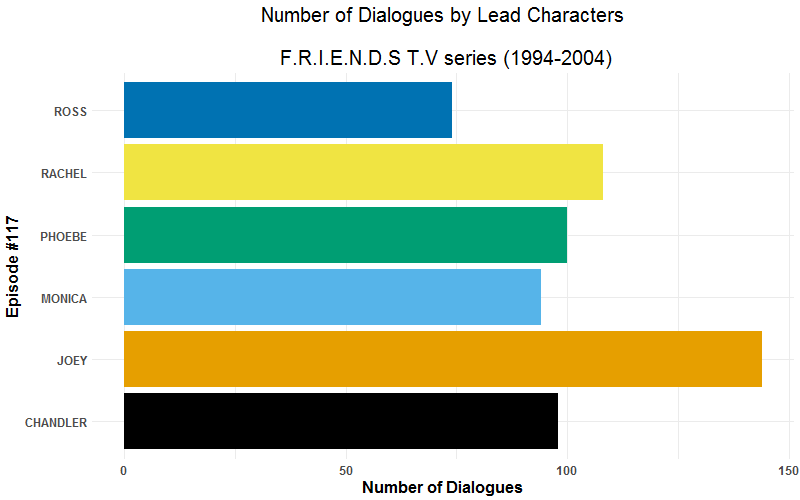 Number of Dialogues by Lead Characters
F.R.I.E.N.D.S T.V series (1994-2004)
Episode #117
ROSS
RACHEL
PHOEBE
MONICA
JOEY
CHANDLER
0 50 100 150
Number of Dialogues